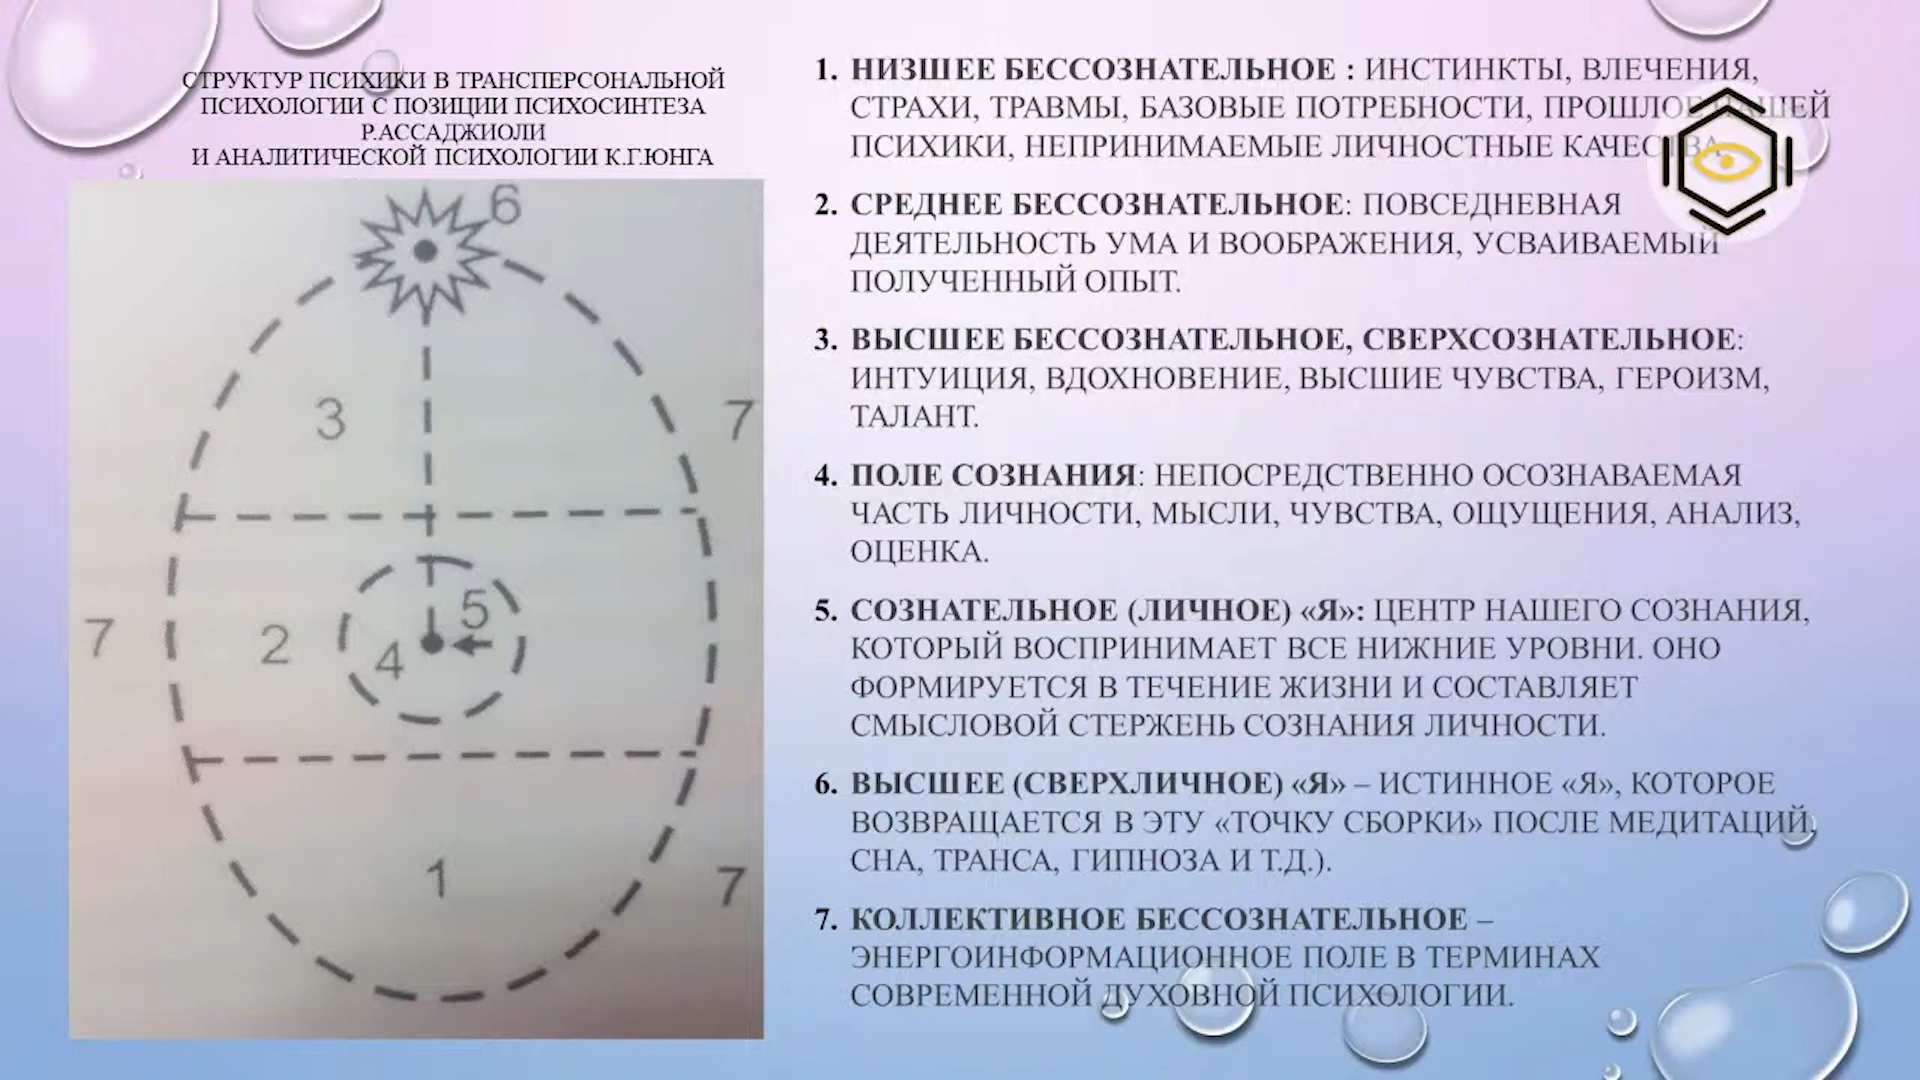 СТРУКТУР ПСИХИКИ В ТРАНСПЕРСОНАЛЬНОЙ
ПСИХОЛОГИИ С ПОЗИЦИИ ПСИХОСИНТЕЗА
Р.АССАДЖИОЛИ
И АНАЛИТИЧЕСКОЙ ПСИХОЛОГИИ К.Г.ЮНГА
6
3
7
5
7
2
4
1
7
1. НИЗШЕЕ БЕССОЗНАТЕЛЬНОЕ : ИНСТИНКТЫ, ВЛЕЧЕНИЯ,
СТРАХИ, ТРАВМЫ, БАЗОВЫЕ ПОТРЕБНОСТИ, ПРОШЛОЕ НАШЕЙ
ПСИХИКИ, НЕПРИНИМАЕМЫЕ ЛИЧНОСТНЫЕ КАЧЕСТВА.
2. СРЕДНЕЕ БЕССОЗНАТЕЛЬНОЕ: ПОВСЕДНЕВНАЯ
ДЕЯТЕЛЬНОСТЬ УМА И ВООБРАЖЕНИЯ, УСВАИВАЕМЫЙ
ПОЛУЧЕННЫЙ ОПЫТ.
3. ВЫСШЕЕ БЕССОЗНАТЕЛЬНОЕ, СВЕРХСОЗНАТЕЛЬНОЕ:
ИНТУИЦИЯ, ВДОХНОВЕНИЕ, ВЫСШИЕ ЧУВСТВА, ГЕРОИЗМ,
ТАЛАНТ.
4. ПОЛЕ СОЗНАНИЯ: НЕПОСРЕДСТВЕННО ОСОЗНАВАЕМАЯ
ЧАСТЬ ЛИЧНОСТИ, МЫСЛИ, ЧУВСТВА, ОЩУЩЕНИЯ, АНАЛИЗ,
ОЦЕНКА.
5. СОЗНАТЕЛЬНОЕ (ЛИЧНОЕ) «Я»: ЦЕНТР НАШЕГО СОЗНАНИЯ,
КОТОРЫЙ ВОСПРИНИМАЕТ ВСЕ НИЖНИЕ УРОВНИ. ОНО
ФОРМИРУЕТСЯ В ТЕЧЕНИЕ ЖИЗНИ И СОСТАВЛЯЕТ
СМЫСЛОВОЙ СТЕРЖЕНЬ СОЗНАНИЯ ЛИЧНОСТИ.
6. ВЫСШЕЕ (СВЕРХЛИЧНОЕ) «Я» – ИСТИННОЕ «Я», КОТОРОЕ
ВОЗВРАЩАЕТСЯ В ЭТУ «ТОЧКУ СБОРКИ» ПОСЛЕ МЕДИТАЦИЙ,
СНА, ТРАНСА, ГИПНОЗА И Т.Д.).
7. КОЛЛЕКТИВНОЕ БЕССОЗНАТЕЛЬНОЕ –
ЭНЕРГОИНФОРМАЦИОННОЕ ПОЛЕ В ТЕРМИНАХ
СОВРЕМЕННОЙ ДУХОВНОЙ ПСИХОЛОГИИ.